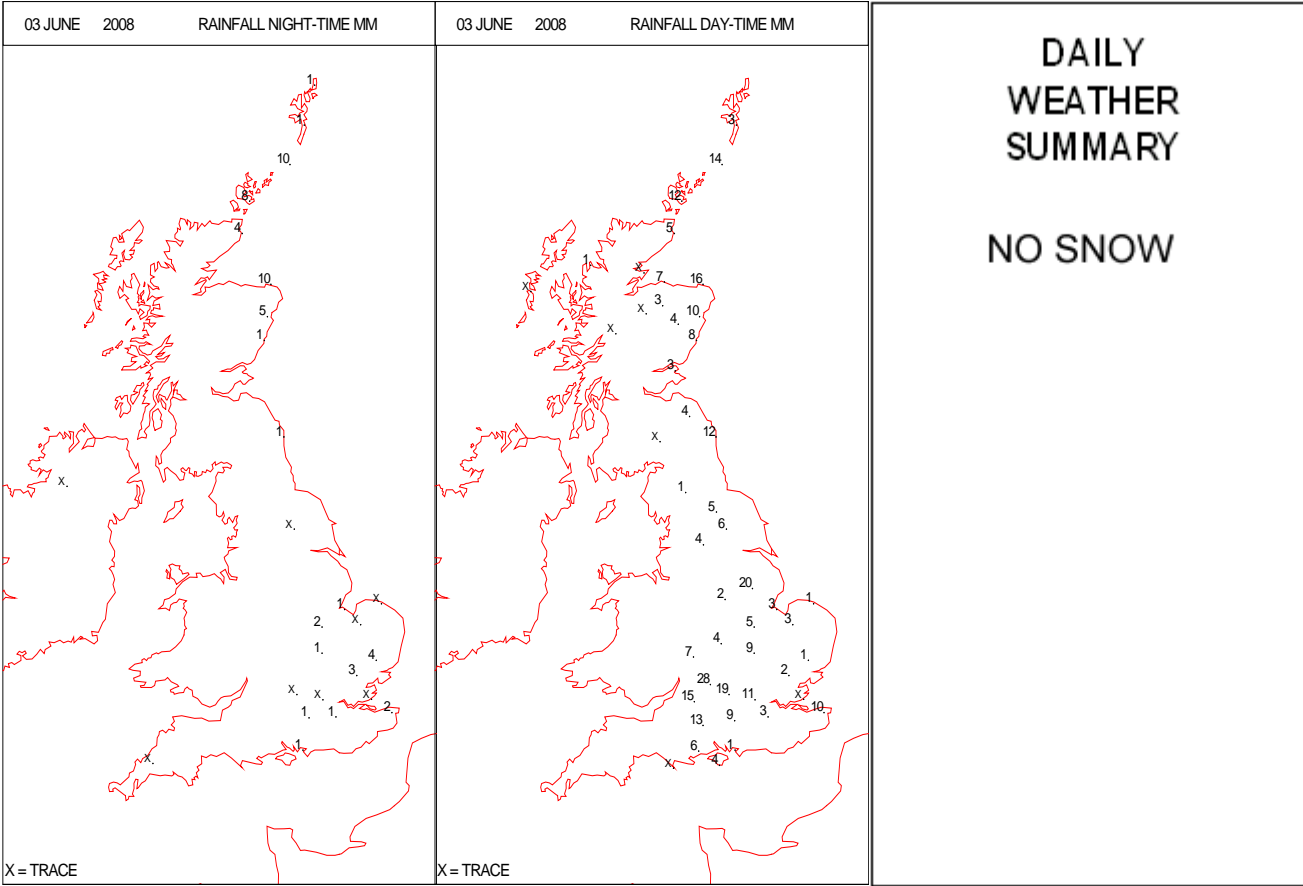 03 JUNE 2008 RAINFALL NIGHT-TIME MM
1
1
10
8
4
10
5
1
1
X
X
X
1
2
X
1
4
3
X
X
X
2
1
1
1
X
X = TRACE
03 JUNE 2008 RAINFALL DAY-TIME MM
3
14
12
5
1
X
7
16
X
3
X
10
4
X
8
3
4
12
X
1
5
6
4
20
2
1
3
3
5
4
9
7
1
2
28
19
15
11
X
10
3
9
13
6
1
4
X
X = TRACE
DAILY
WEATHER
SUMMARY
NO SNOW